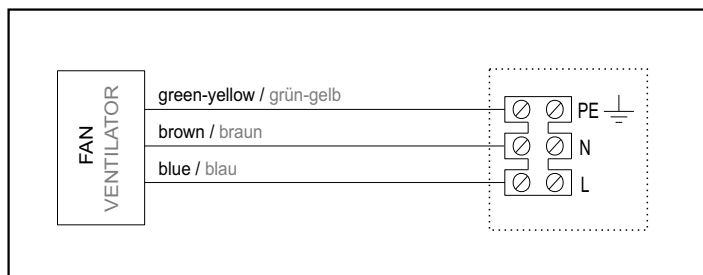 FAN
VENTILATOR
green-yellow / grün-gelb
brown / braun
blue / blau
PE
N
L